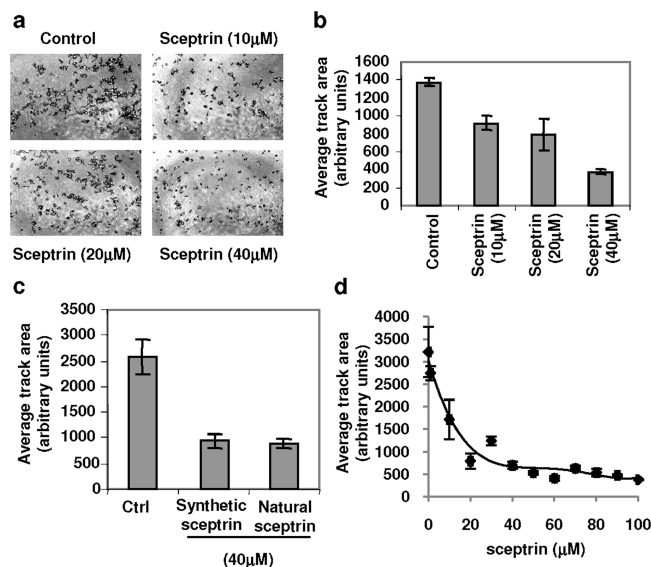 a
Control
Sceptrin (10μM)
Sceptrin (20μM)
Sceptrin (40μM)
b
Average track area
(arbitrary units)
1600
1400
1200
1000
800
600
400
200
0
Control
Sceptrin
(10μM)
Sceptrin
(20μM)
Sceptrin
(40μM)
c
Average track area
(arbitrary units)
3500
3000
2500
2000
1500
1000
500
0
Ctrl
Synthetic
sceptrin
Natural
sceptrin
(40μM)
d
Average track area
(arbitrary units)
4000
3500
3000
2500
2000
1500
1000
500
0
0 20 40 60 80 100
sceptrin (μM)